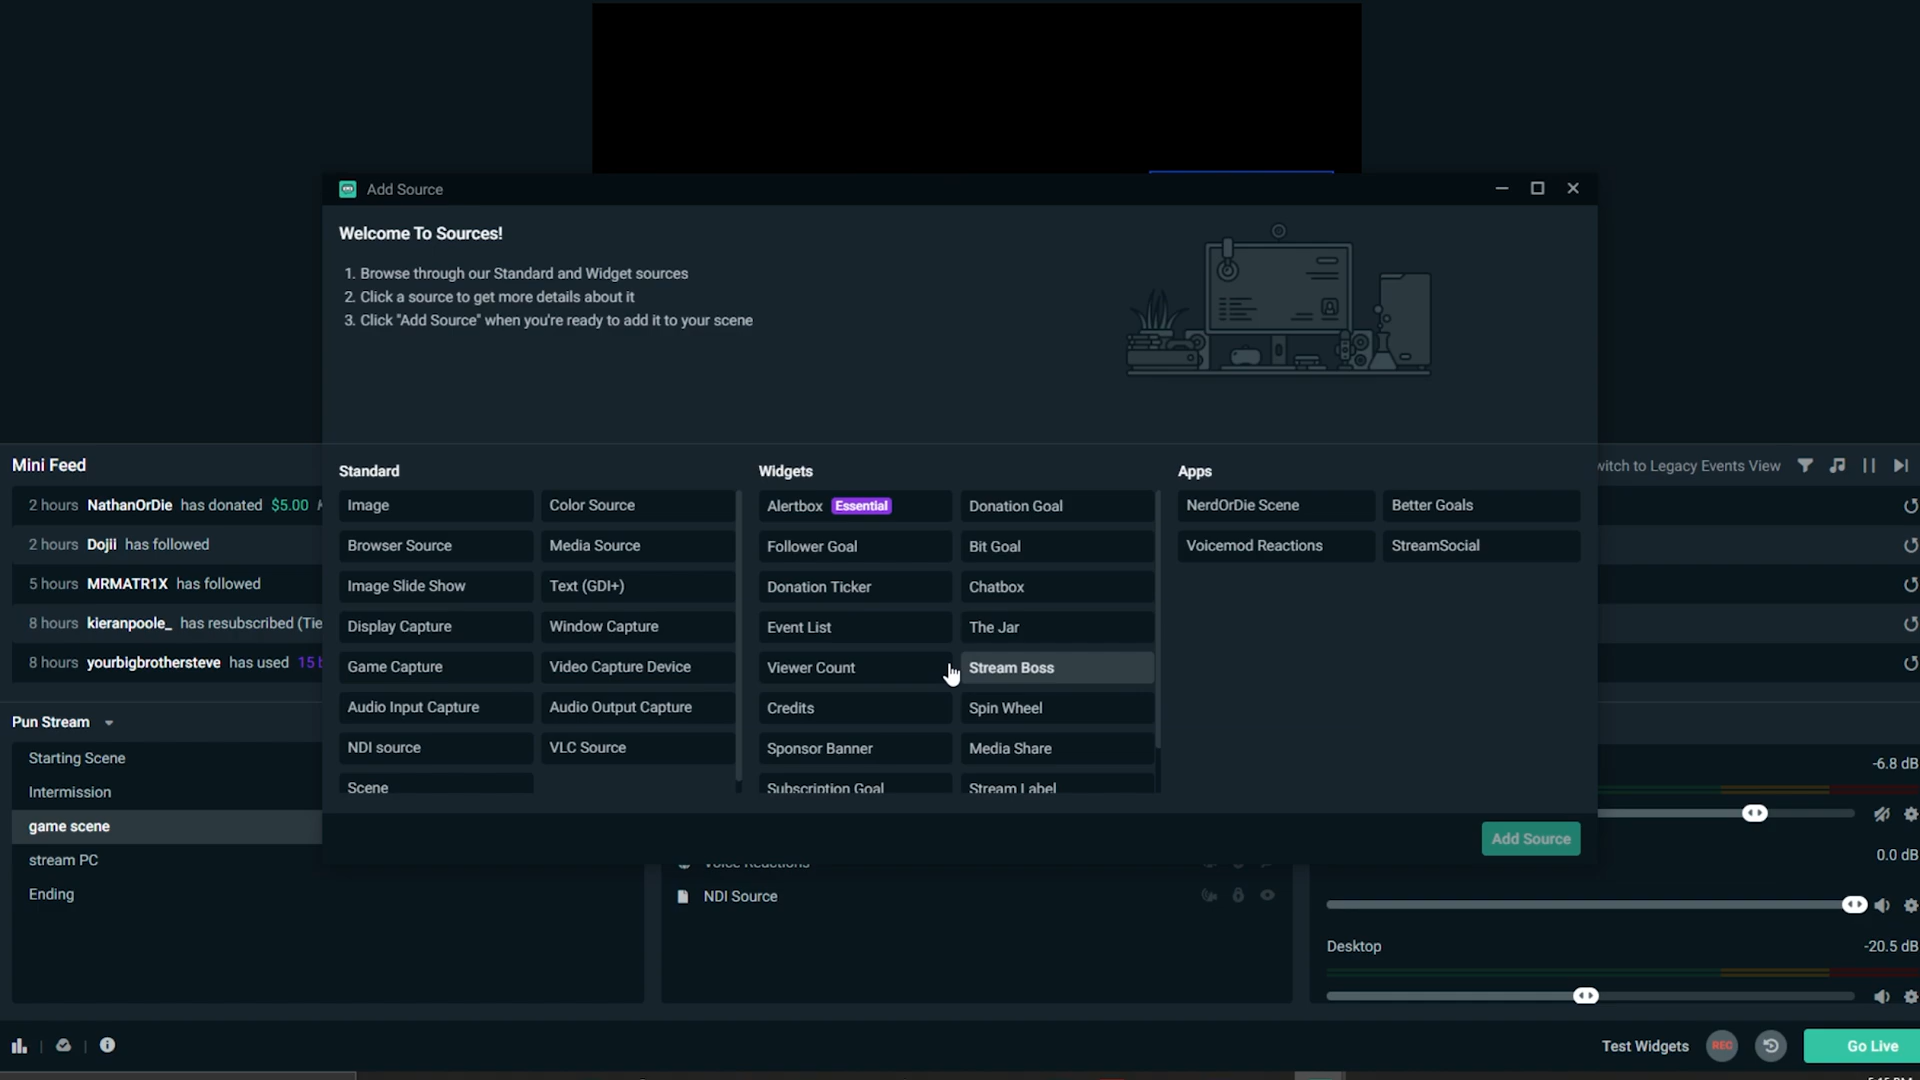 Add Source
Welcome To Sources!
1. Browse through our Standard and Widget sources
2. Click a source to get more details about it
3. Click "Add Source" when you're ready to add it to your scene
Mini Feed
2 hours NathanOrDie has donated $5.00
2 hours Dojii has followed
5 hours MRMATR1X has followed
8 hours kieranpoole_ has resubscribed (Tie
8 hours yourbigbrothersteve has used 15 b
Standard
Image
Color Source
Browser Source
Media Source
Image Slide Show
Text (GDI+)
Display Capture
Window Capture
Game Capture
Video Capture Device
Audio Input Capture
Audio Output Capture
NDI source
VLC Source
Scene
Widgets
Alertbox Essential
Donation Goal
Follower Goal
Bit Goal
Donation Ticker
Chatbox
Event List
The Jar
Viewer Count
Stream Boss
Credits
Spin Wheel
Sponsor Banner
Media Share
Subscription Goal
Stream Label
Apps
NerdOrDie Scene
Better Goals
Voicemod Reactions
StreamSocial
witch to Legacy Events View
Add Source
Pun Stream
Starting Scene
Intermission
game scene
stream PC
Ending
Voice Reactions
NDI Source
-6.8 dB
0.0 dB
Desktop
-20.5 dB
Test Widgets
REC
Go Live